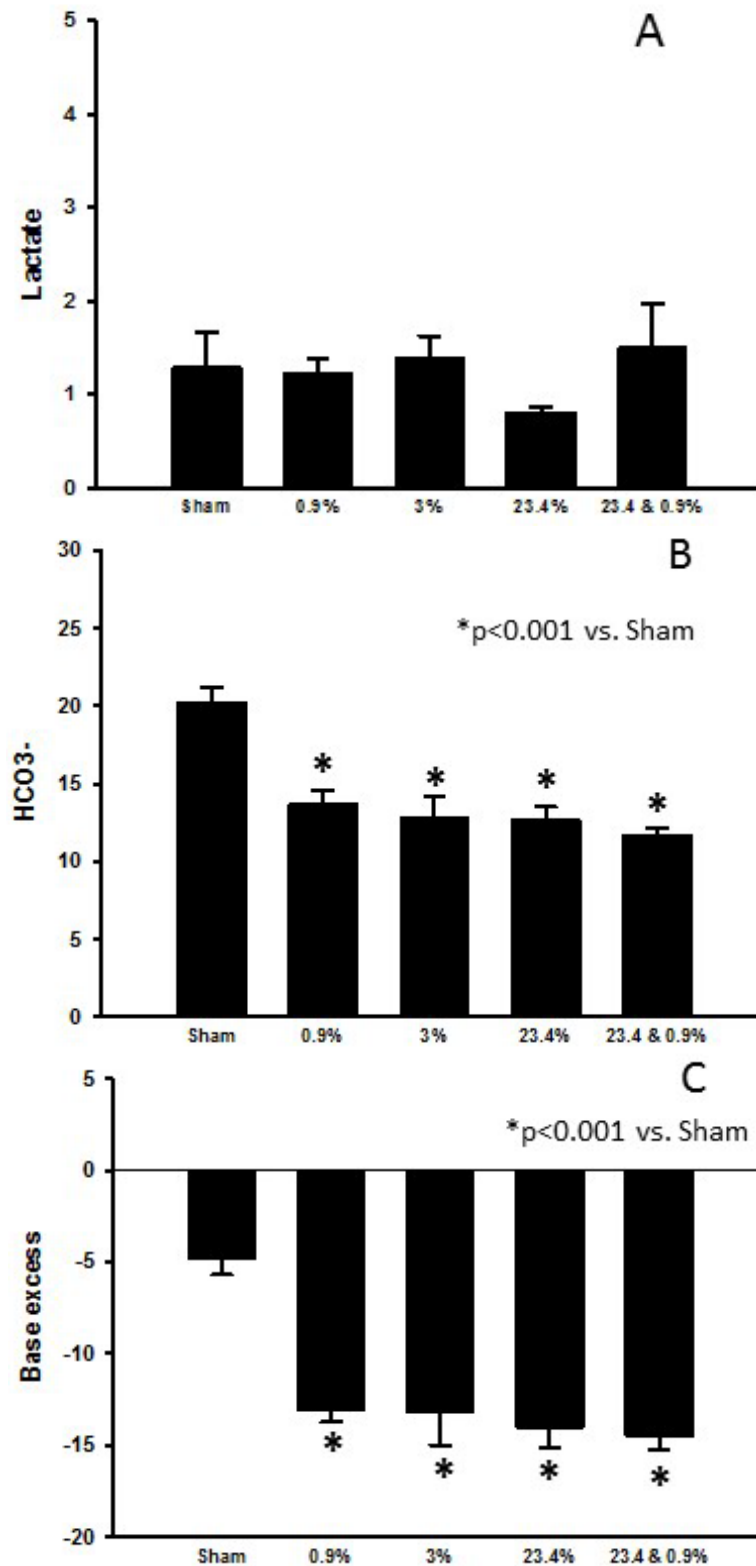 A
5
4
3
2
1
0
Lactate
Sham 0.9% 3% 23.4% 23.4 & 0.9%
B
*p<0.001 vs. Sham
30
25
20
15
10
5
0
HCO3-
* * * *
Sham 0.9% 3% 23.4% 23.4 & 0.9%
C
*p<0.001 vs. Sham
5
0
-5
-10
-15
-20
Base excess
* * * *
Sham 0.9% 3% 23.4% 23.4 & 0.9%